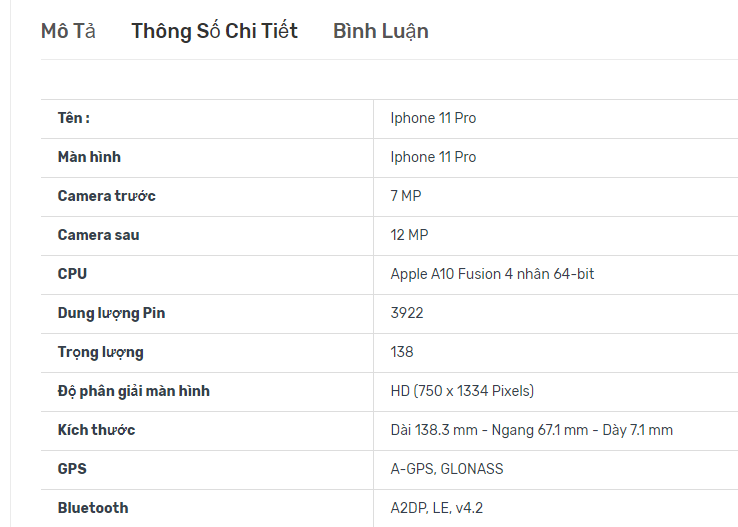 Mô Tả Thông Số Chi Tiết Bình Luận
Tên : Iphone 11 Pro
Màn hình Iphone 11 Pro
Camera trước 7 MP
Camera sau 12 MP
CPU Apple A10 Fusion 4 nhân 64-bit
Dung lượng Pin 3922
Trọng lượng 138
Độ phân giải màn hình HD (750 x 1334 Pixels)
Kích thước Dài 138.3 mm - Ngang 67.1 mm - Dày 7.1 mm
GPS A-GPS, GLONASS
Bluetooth A2DP, LE, v4.2